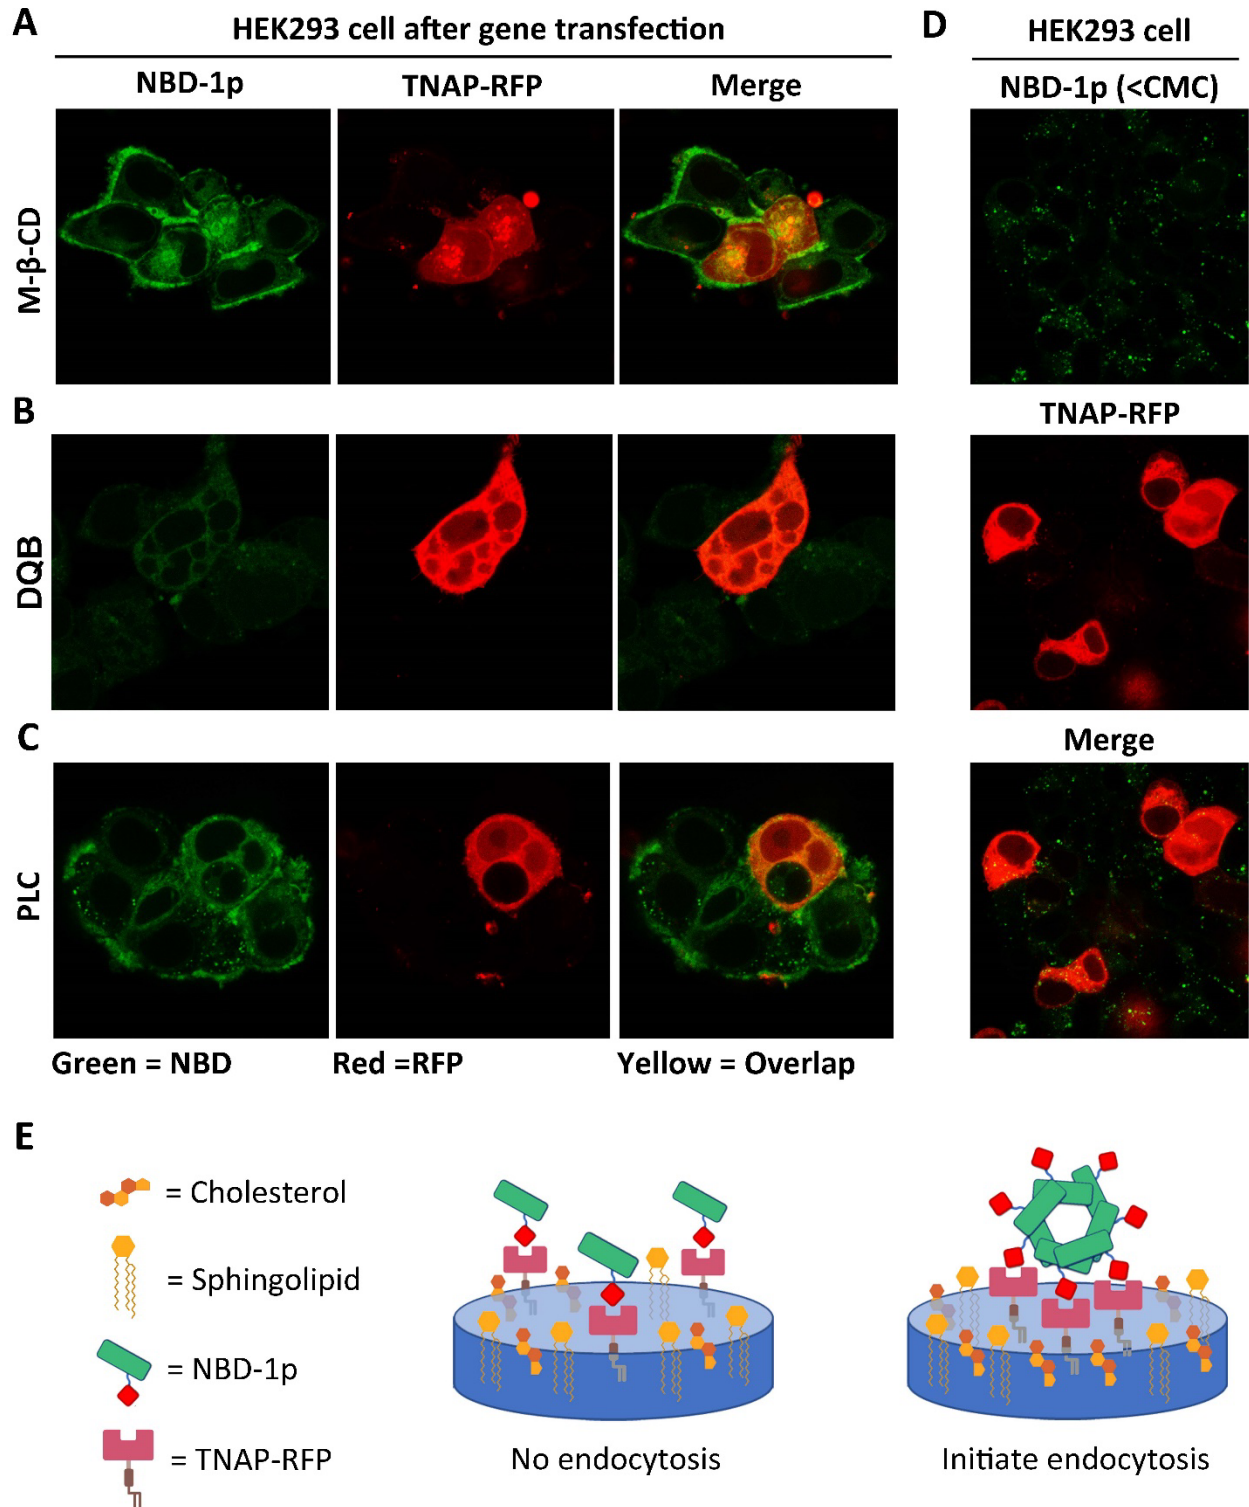 A
HEK293 cell after gene transfection
NBD-1p
TNAP-RFP
Merge
M-β-CD
B
DQB
C
PLC
Green = NBD
Red =RFP
Yellow = Overlap
D
HEK293 cell
NBD-1p (<CMC)
TNAP-RFP
Merge
E
= Cholesterol
= Sphingolipid
= NBD-1p
= TNAP-RFP
No endocytosis
Initiate endocytosis